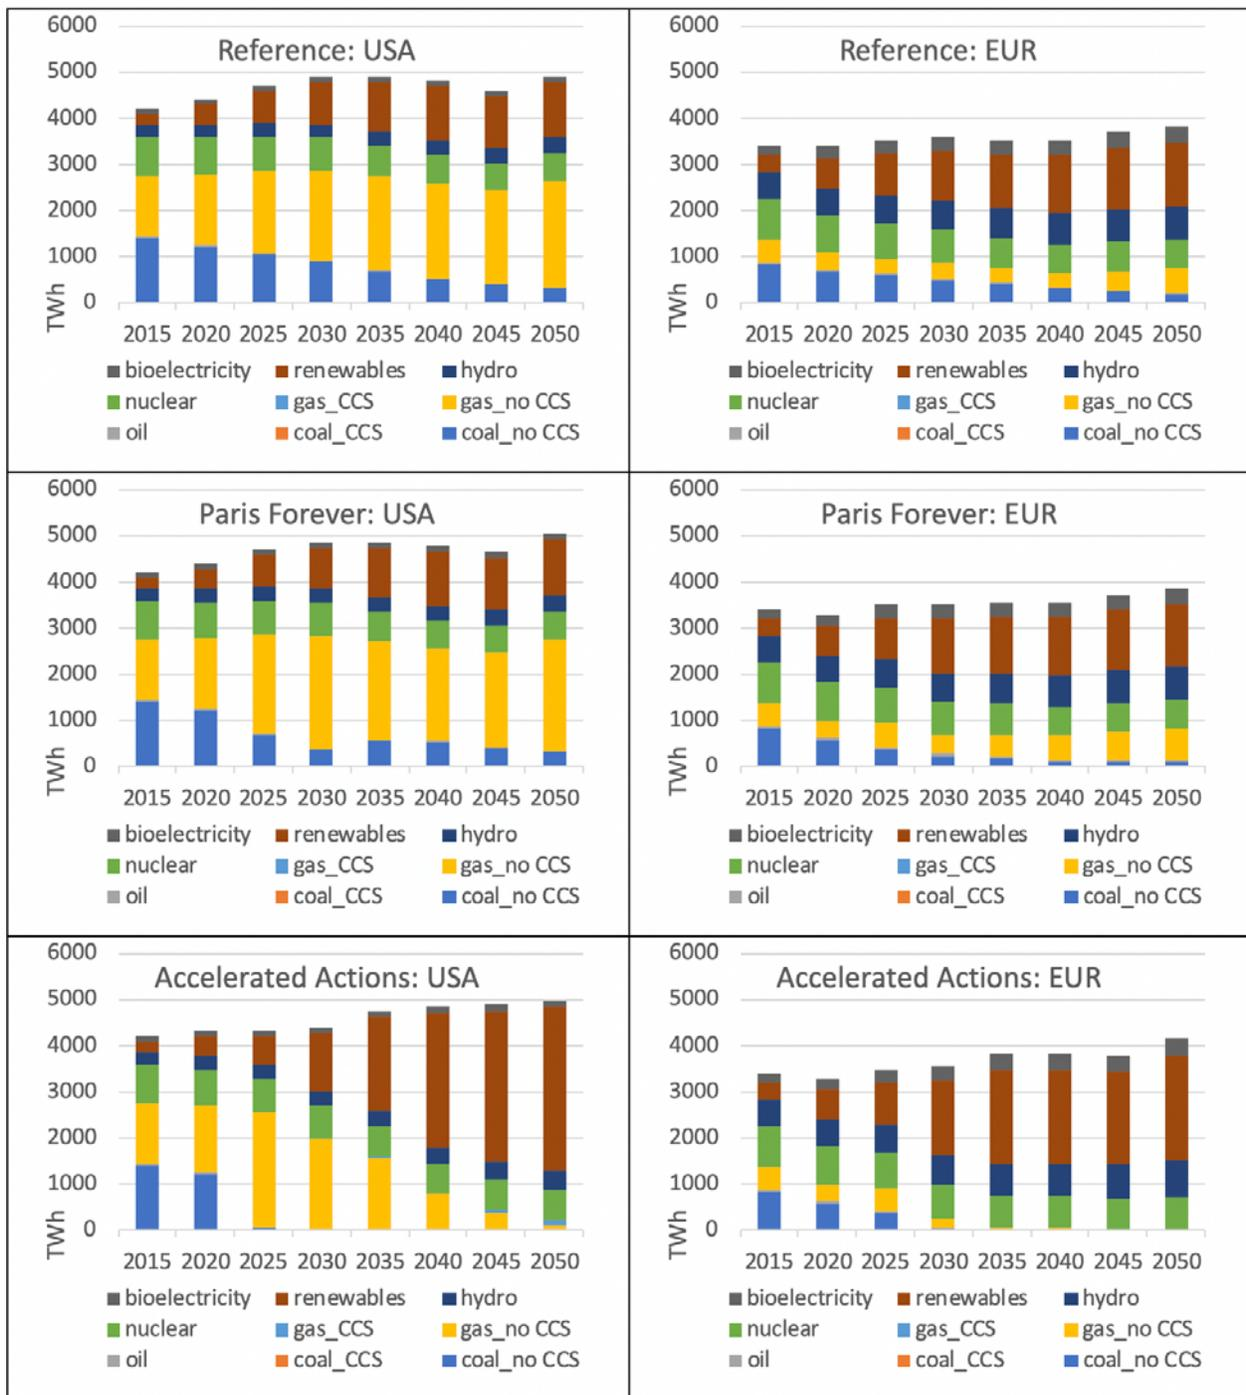 6000
Reference: USA
5000
4000
3000
2000
1000
0
TWh
2015 2020 2025 2030 2035 2040 2045 2050
bioelectricity renewables hydro
nuclear gas_CCS gas_no CCS
oil coal_CCS coal_no CCS
6000
Reference: EUR
5000
4000
3000
2000
1000
0
TWh
2015 2020 2025 2030 2035 2040 2045 2050
bioelectricity renewables hydro
nuclear gas_CCS gas_no CCS
oil coal_CCS coal_no CCS
6000
Paris Forever: USA
5000
4000
3000
2000
1000
0
TWh
2015 2020 2025 2030 2035 2040 2045 2050
bioelectricity renewables hydro
nuclear gas_CCS gas_no CCS
oil coal_CCS coal_no CCS
6000
Paris Forever: EUR
5000
4000
3000
2000
1000
0
TWh
2015 2020 2025 2030 2035 2040 2045 2050
bioelectricity renewables hydro
nuclear gas_CCS gas_no CCS
oil coal_CCS coal_no CCS
6000
Accelerated Actions: USA
5000
4000
3000
2000
1000
0
TWh
2015 2020 2025 2030 2035 2040 2045 2050
bioelectricity renewables hydro
nuclear gas_CCS gas_no CCS
oil coal_CCS coal_no CCS
6000
Accelerated Actions: EUR
5000
4000
3000
2000
1000
0
TWh
2015 2020 2025 2030 2035 2040 2045 2050
bioelectricity renewables hydro
nuclear gas_CCS gas_no CCS
oil coal_CCS coal_no CCS